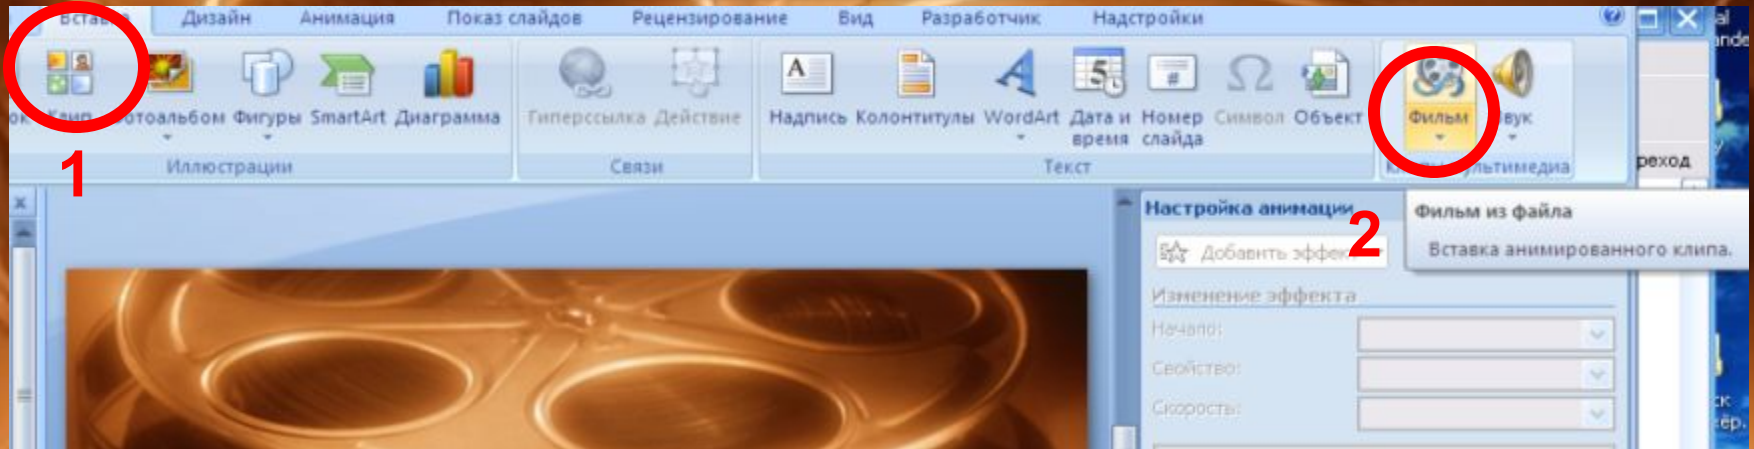 Вставка Дизайн Анимация Показ слайдов Рецензирование Вид Разработчик Надстройки
Клип Фотоальбом Фигуры SmartArt Диаграмма Гиперссылка Действие Надпись Колонтитулы WordArt Дата и время Номер слайда Символ Объект Фильм Звук
1
Иллюстрации Связи Текст
реход
Настройка анимации
2
Фильм из файла
Вставка анимированного клипа.
Добавить эффект
Изменение эффекта
Начало:
Свойство:
Скорость: